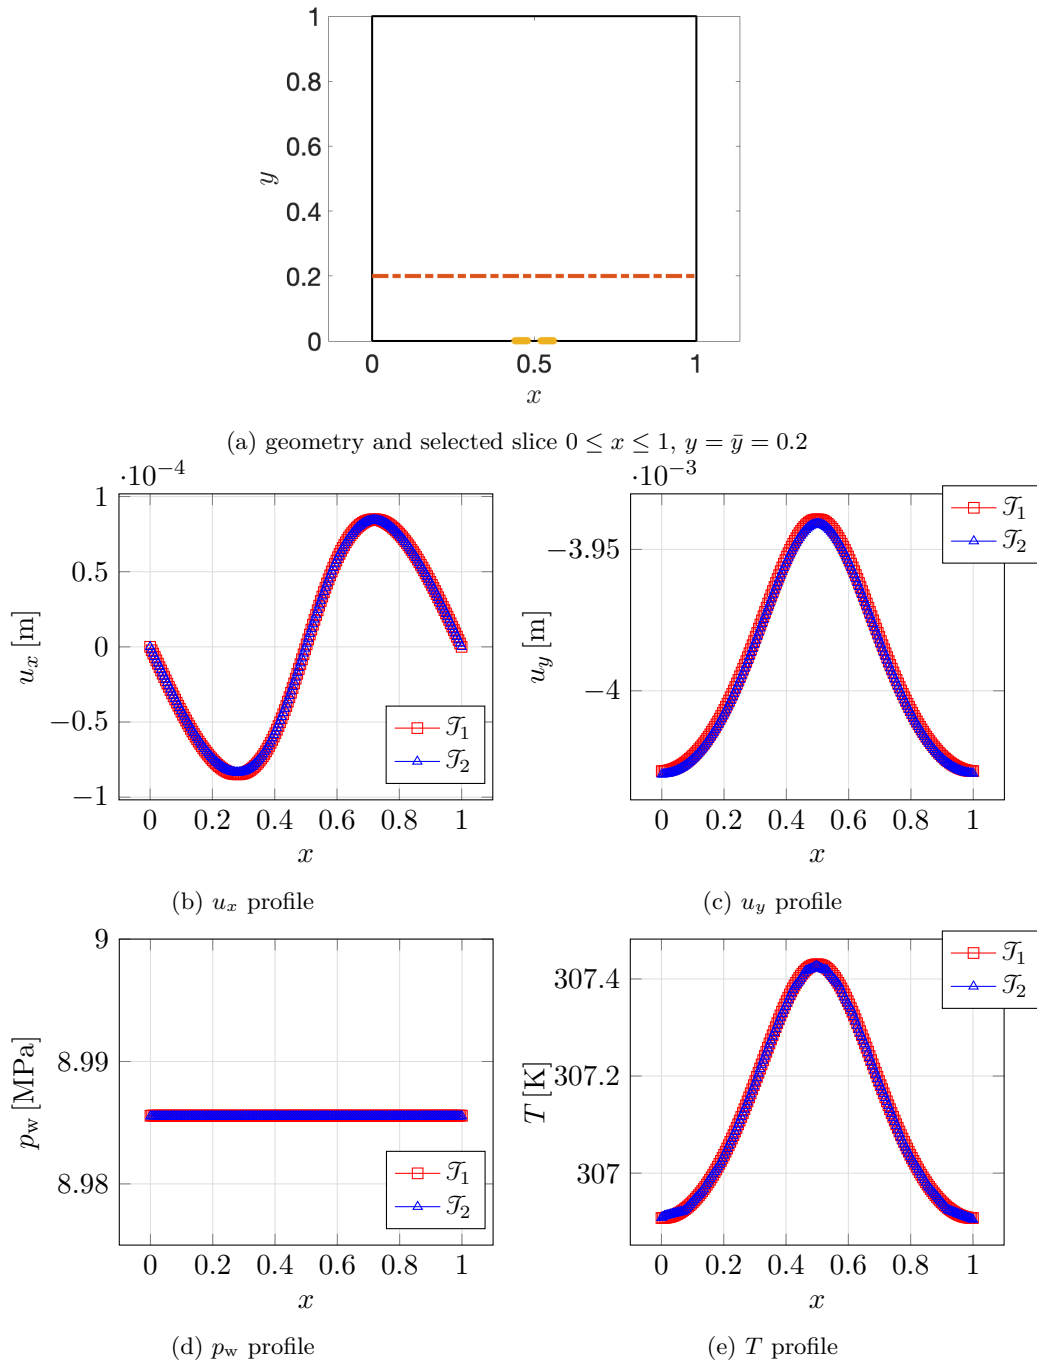 1
0.8
0.6
y
0.4
0.2
0
0 0.5 1
x
(a) geometry and selected slice 0 ≤ x ≤ 1, y = ȳ = 0.2
·10⁻⁴
1
0.5
0
−0.5
−1
u_x [m]
𝒯₁
𝒯₂
0 0.2 0.4 0.6 0.8 1
x
(b) u_x profile
·10⁻³
−3.95
−4
u_y [m]
𝒯₁
𝒯₂
0 0.2 0.4 0.6 0.8 1
x
(c) u_y profile
9
8.99
8.98
p_w [MPa]
𝒯₁
𝒯₂
0 0.2 0.4 0.6 0.8 1
x
(d) p_w profile
307.4
307.2
307
T [K]
𝒯₁
𝒯₂
0 0.2 0.4 0.6 0.8 1
x
(e) T profile